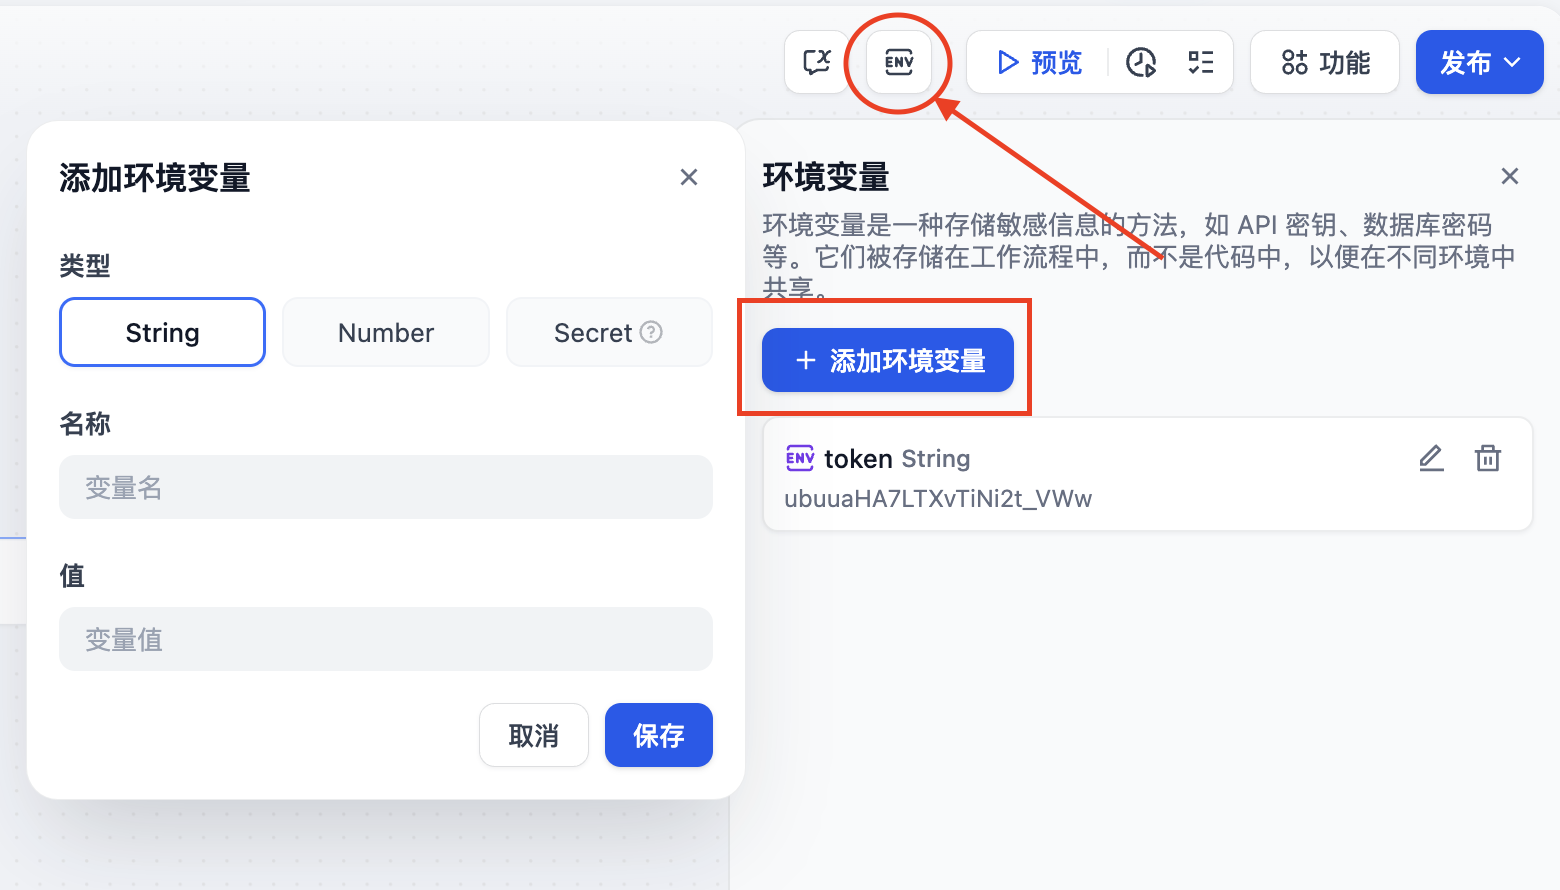 ENV
预览
功能
发布
添加环境变量
类型
String
Number
Secret
名称
变量名
值
变量值
取消
保存
环境变量
环境变量是一种存储敏感信息的方法，如 API 密钥、数据库密码
等。它们被存储在工作流程中，而不是代码中，以便在不同环境中
共享。
添加环境变量
ENV token String
ubuuaHA7LTXvTiNi2t_VWw